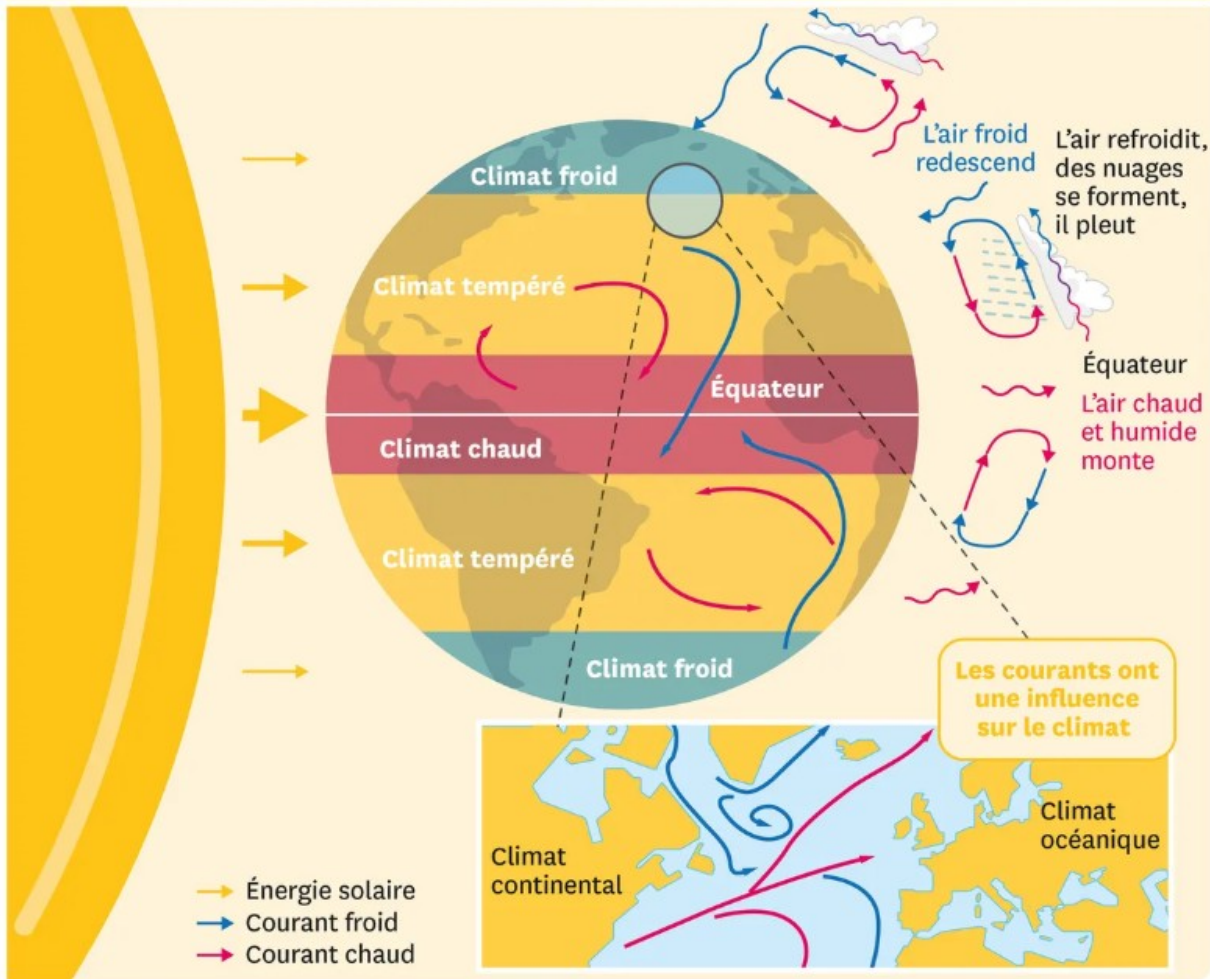 Climat froid
Climat tempéré
Équateur
Climat chaud
Climat tempéré
Climat froid
L'air froid
redescend
L'air refroidit,
des nuages
se forment,
il pleut
Équateur
L'air chaud
et humide
monte
Les courants ont
une influence
sur le climat
Climat
continental
Climat
océanique
Énergie solaire
Courant froid
Courant chaud